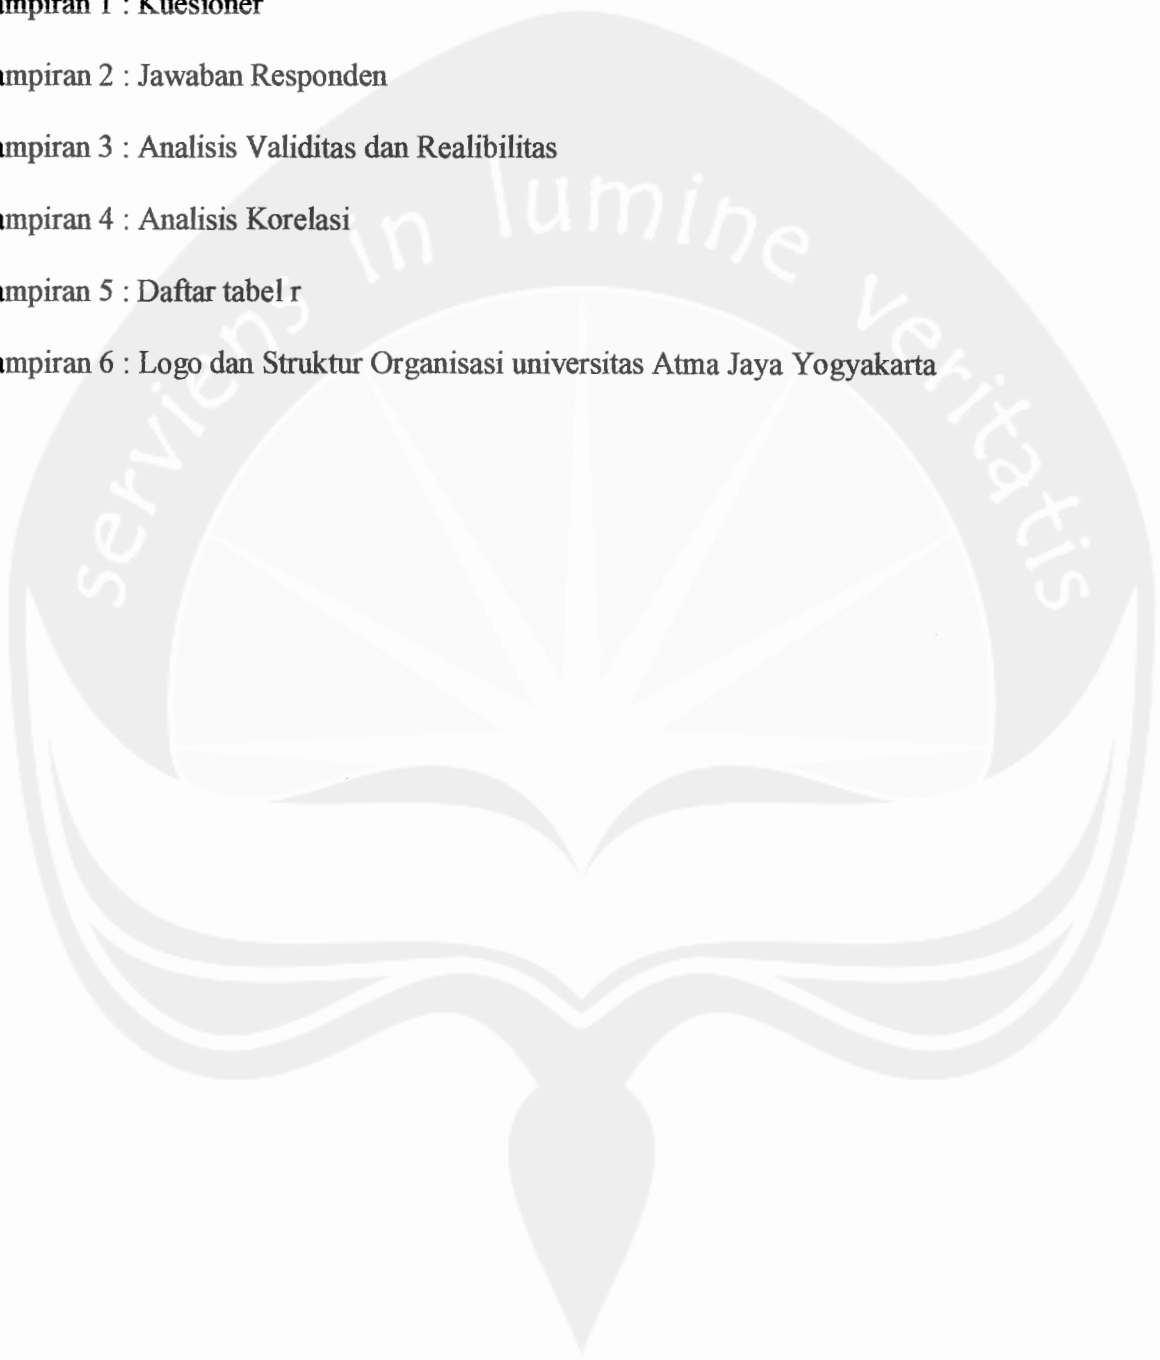 ampiran 1 : Kuesioner
ampiran 2 : Jawaban Responden
ampiran 3 : Analisis Validitas dan Realibilitas
ampiran 4 : Analisis Korelasi
ampiran 5 : Daftar tabel r
ampiran 6 : Logo dan Struktur Organisasi universitas Atma Jaya Yogyakarta
serviens in lumine veritatis